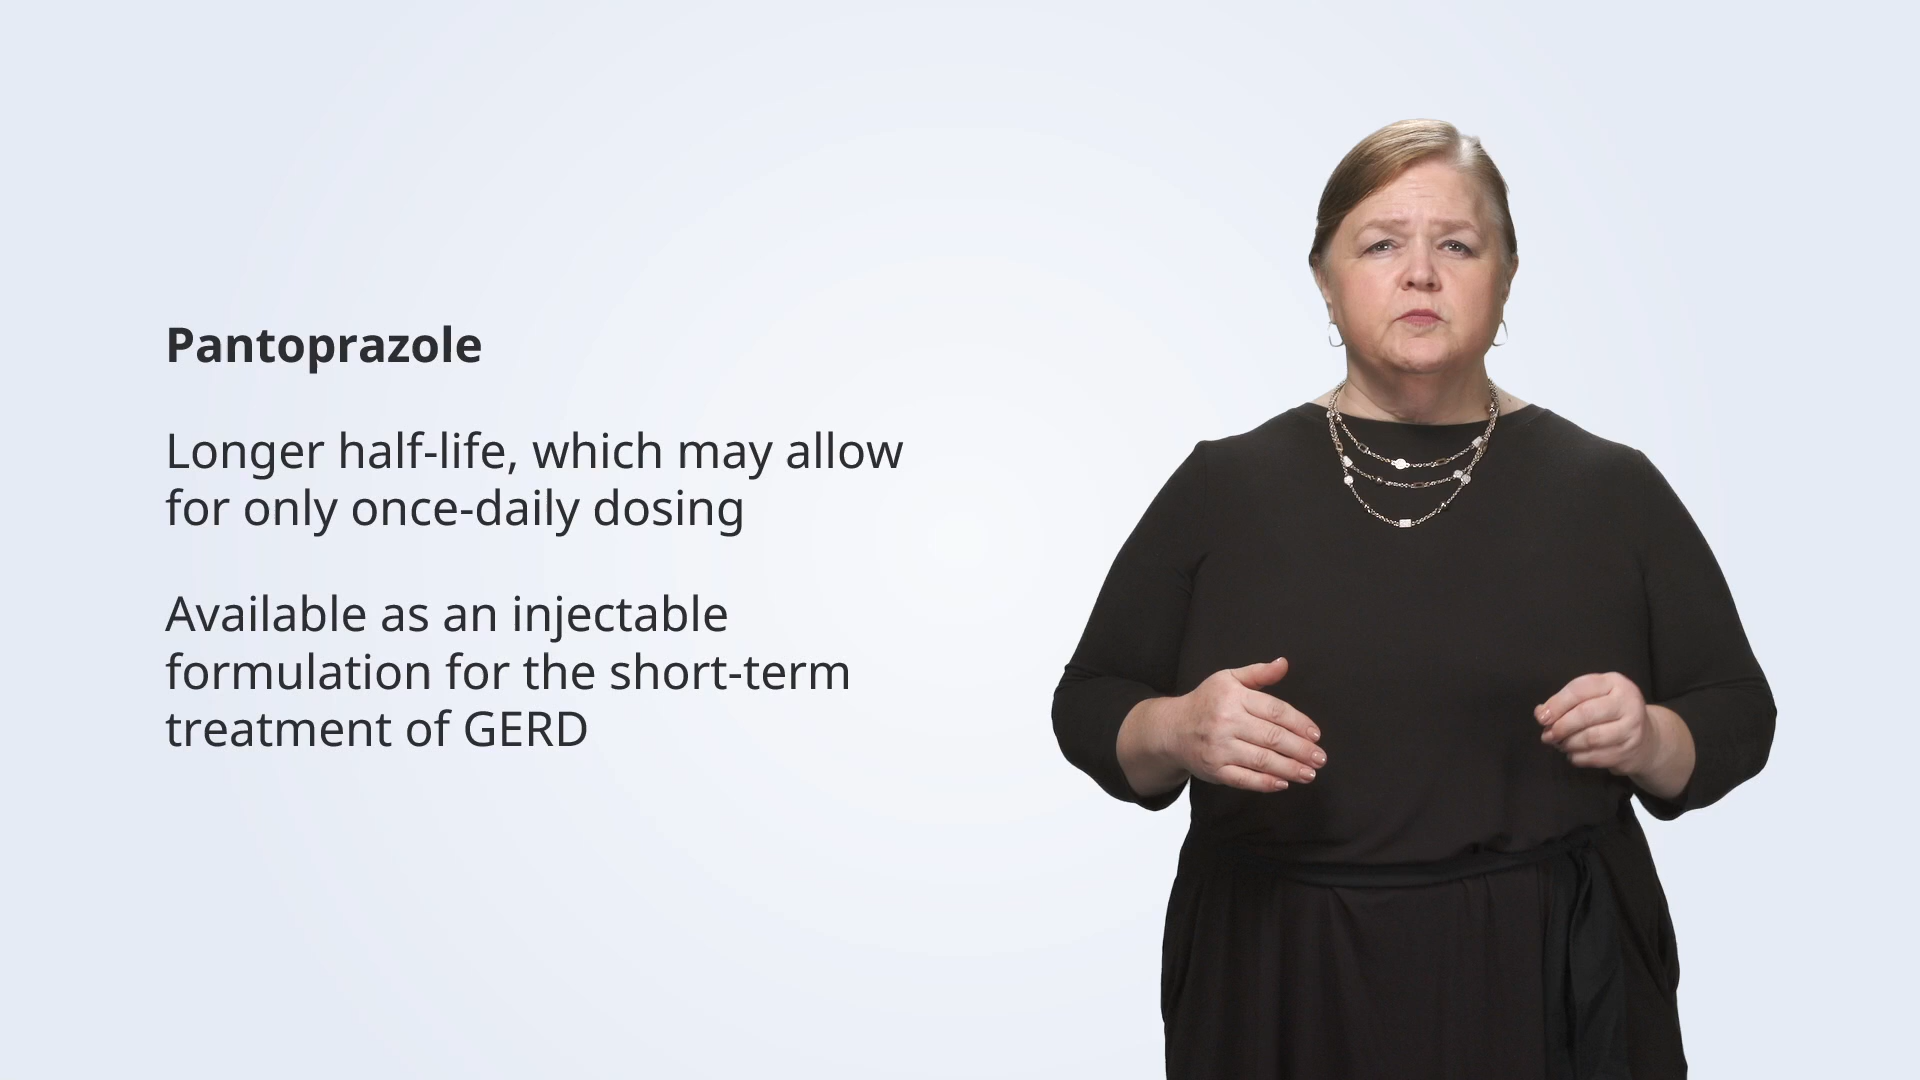 Pantoprazole
Longer half-life, which may allow
for only once-daily dosing
Available as an injectable
formulation for the short-term
treatment of GERD